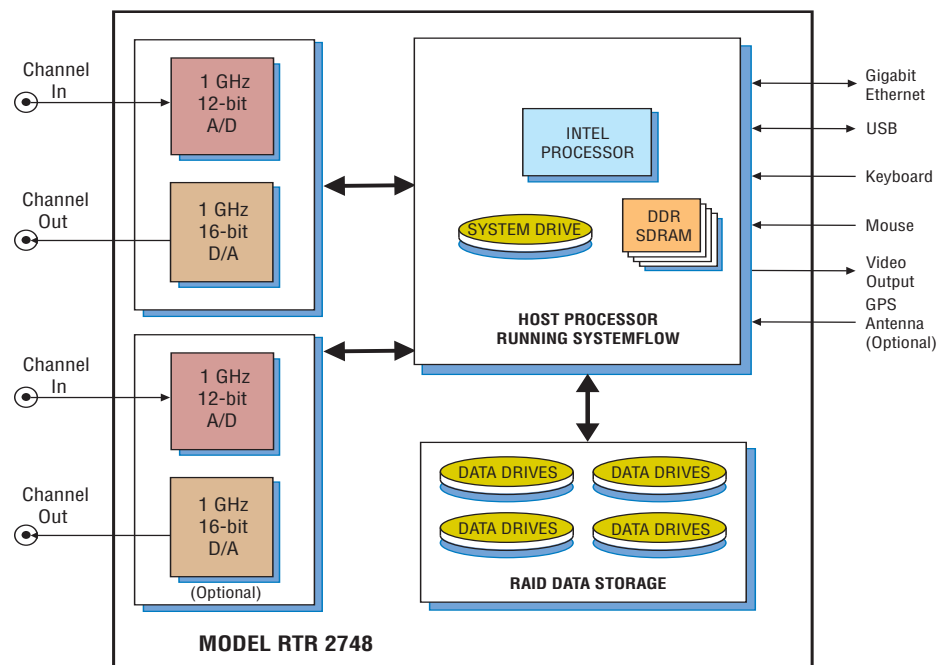 Channel
In
1 GHz
12-bit
A/D
Channel
Out
1 GHz
16-bit
D/A
Channel
In
1 GHz
12-bit
A/D
Channel
Out
1 GHz
16-bit
D/A
(Optional)
INTEL
PROCESSOR
SYSTEM DRIVE
DDR
SDRAM
HOST PROCESSOR
RUNNING SYSTEMFLOW
Gigabit
Ethernet
USB
Keyboard
Mouse
Video
Output
GPS
Antenna
(Optional)
DATA DRIVES
DATA DRIVES
DATA DRIVES
DATA DRIVES
RAID DATA STORAGE
MODEL RTR 2748